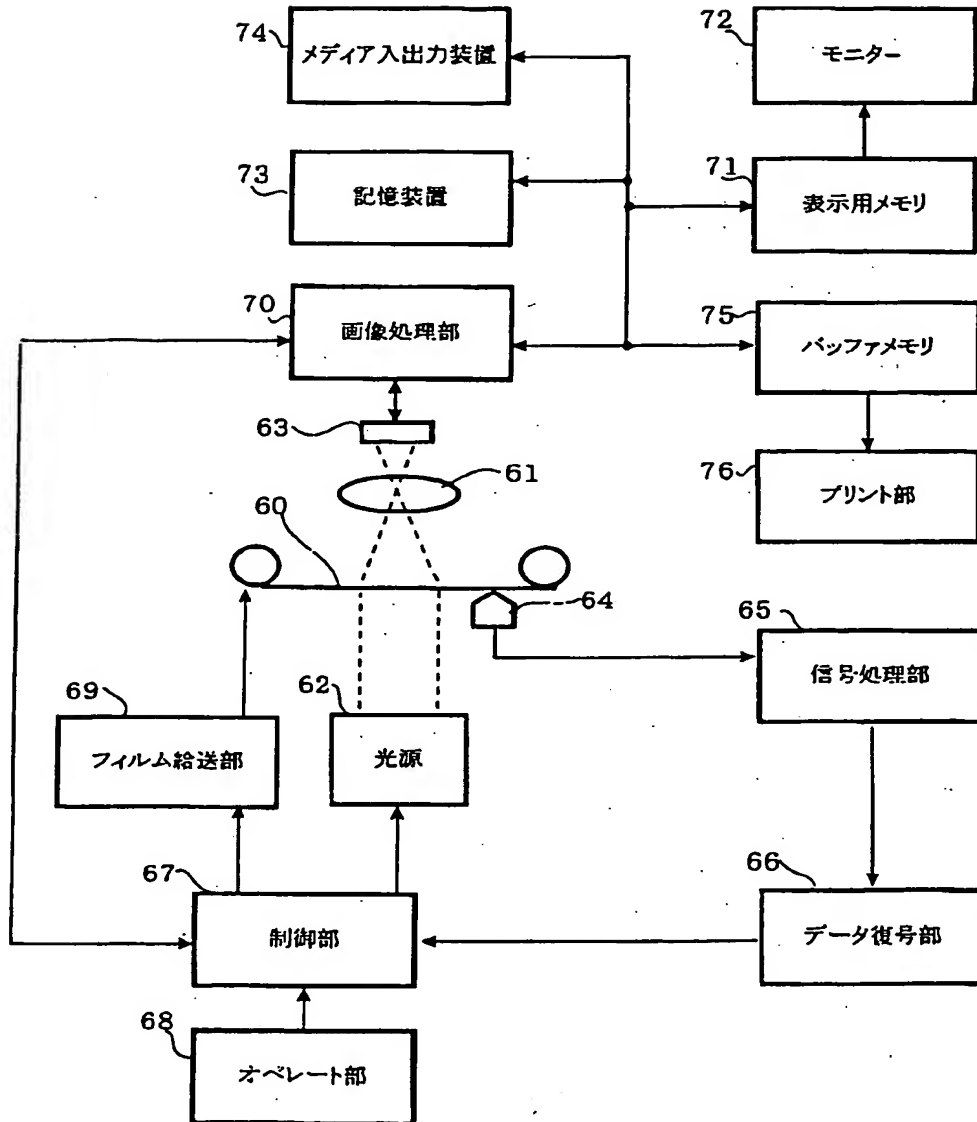 74
メディア入出力装置
72
モニター
73
記憶装置
71
表示用メモリ
70
画像処理部
75
バッファメモリ
63
61
76
プリント部
60
64
65
信号処理部
69
フィルム給送部
62
光源
67
制御部
66
データ復号部
68
オペレート部